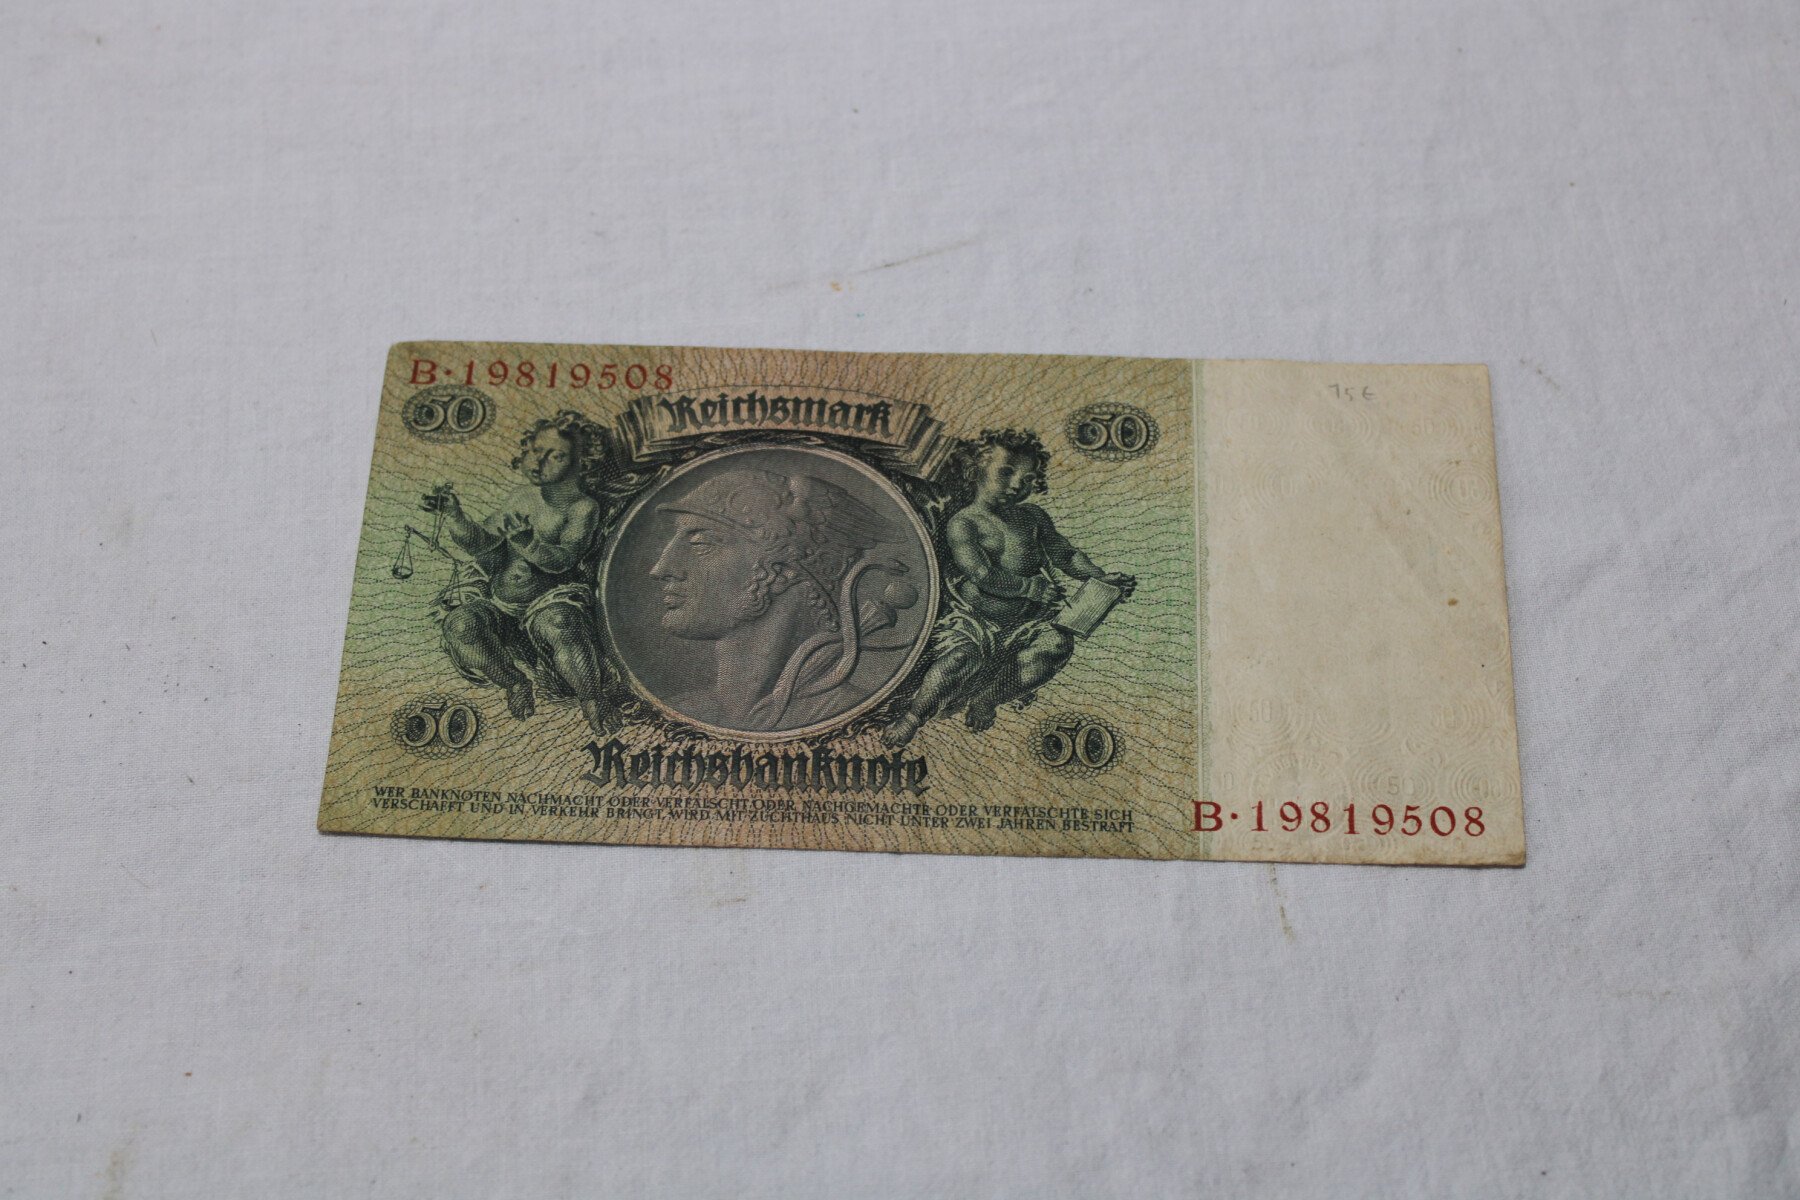 B·19819508
50 Reichsmark 50
15 €
50 Reichsbanknote 50
WER BANKNOTEN NACHMACHT ODER VERFÄLSCHT, ODER NACHGEMACHTE ODER VERFÄLSCHTE SICH
VERSCHAFFT UND IN VERKEHR BRINGT, WIRD MIT ZUCHTHAUS NICHT UNTER ZWEI JAHREN BESTRAFT
B·19819508